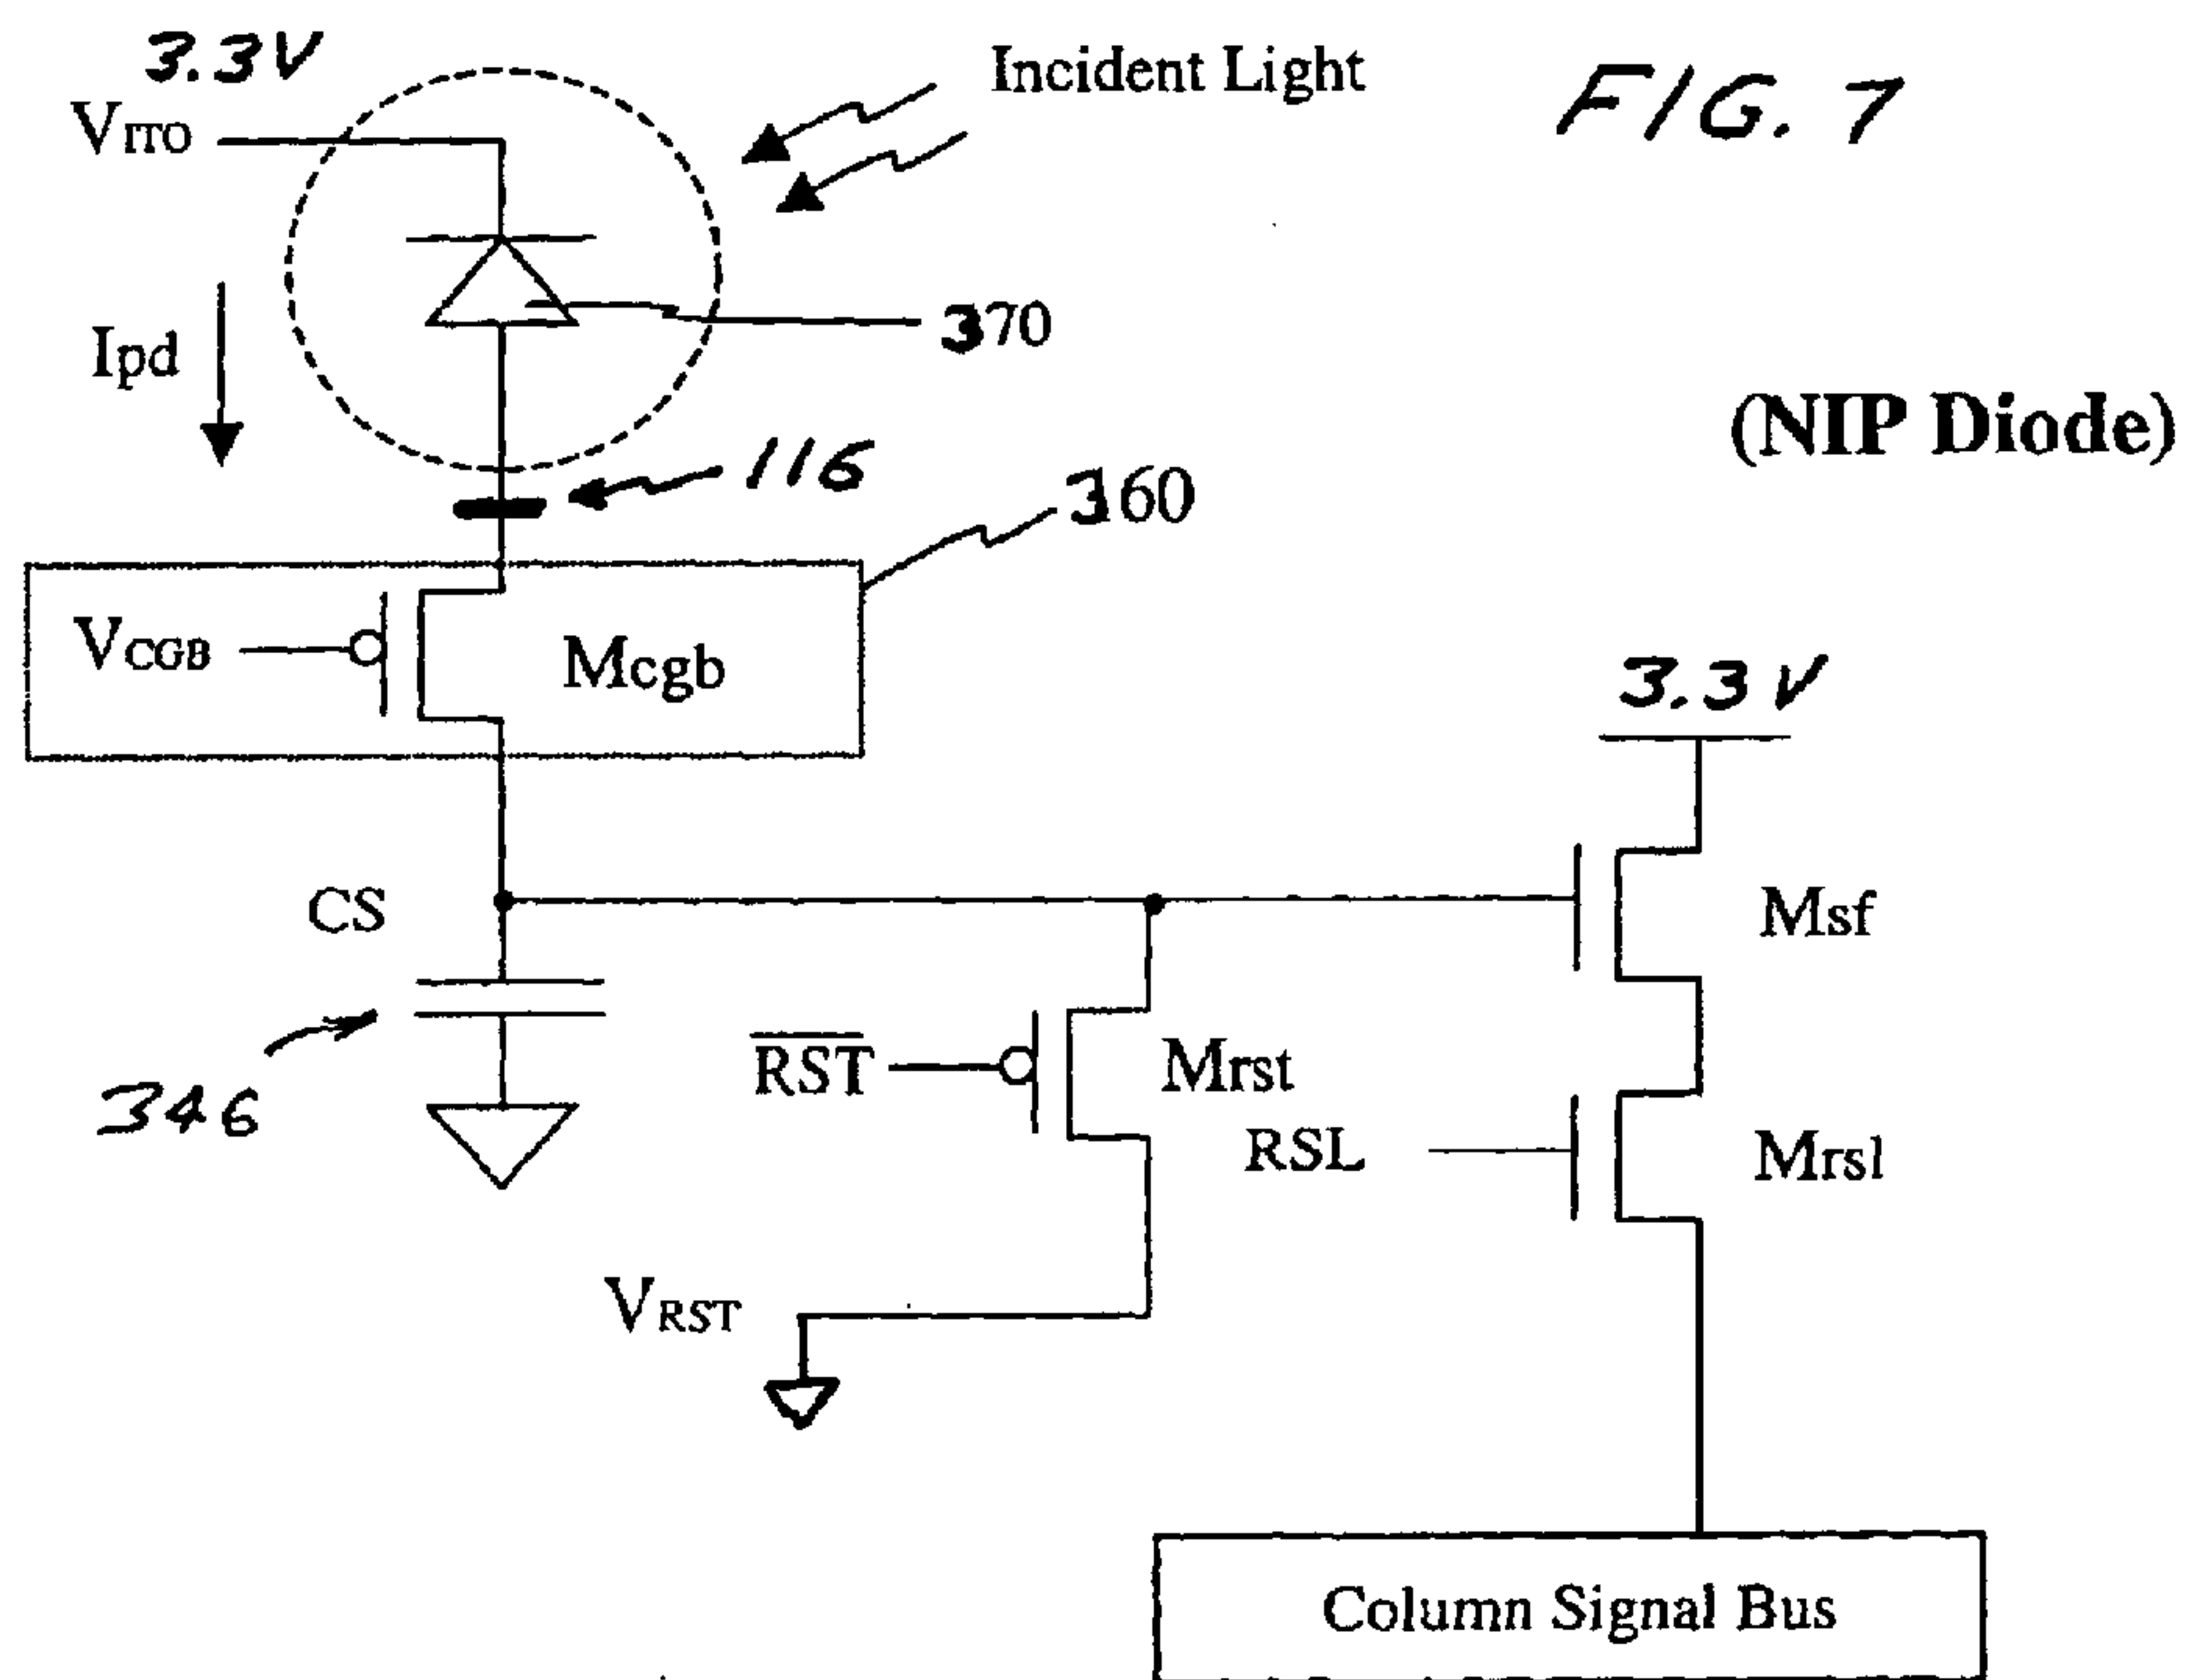 3.3V
Incident Light
FIG. 7
VITO
370
Ipd
(NIP Diode)
116
360
VCGB
Mcgb
3.3V
CS
Msf
R̅S̅T̅
Mrst
346
RSL
Mrsl
VRST
Column Signal Bus